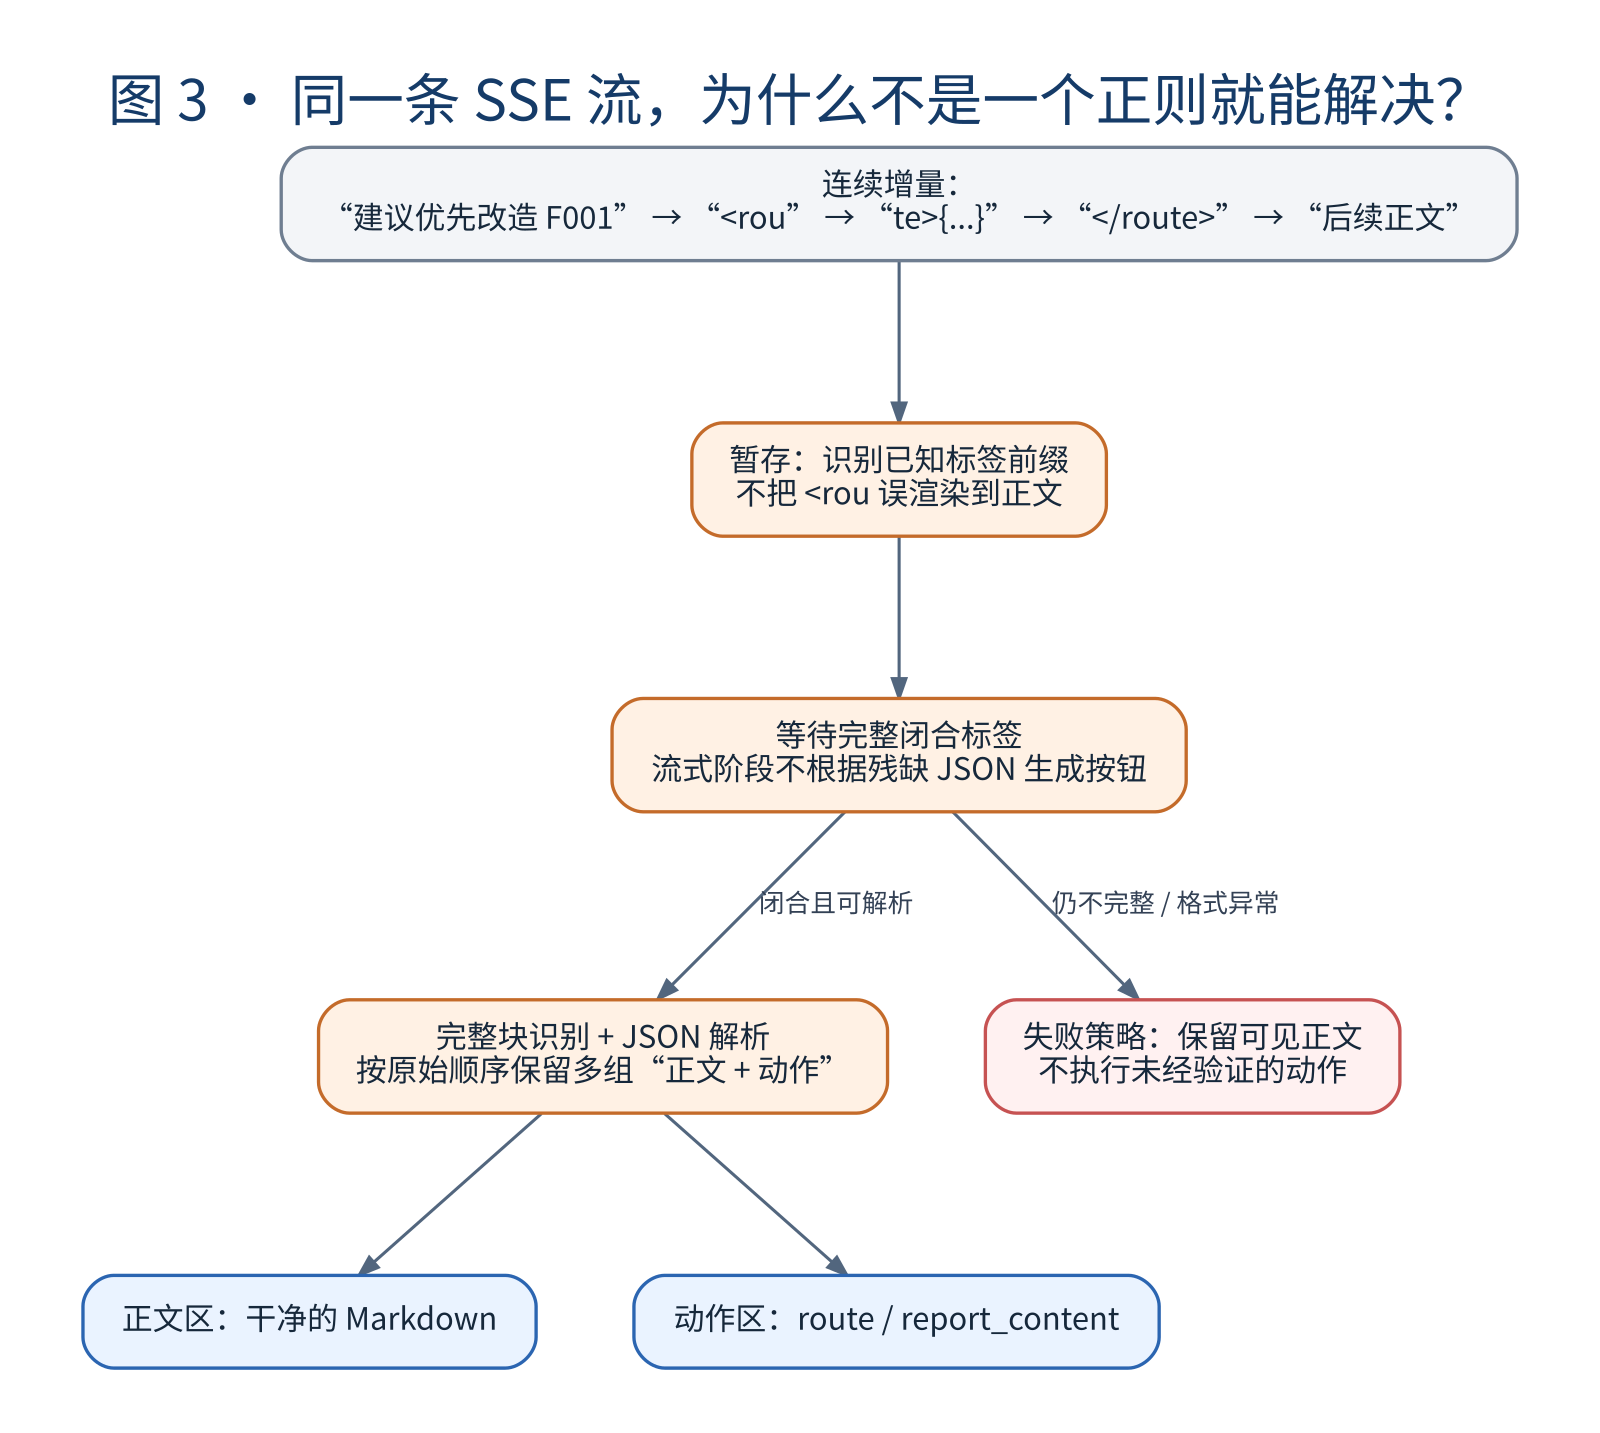 图 3 · 同一条 SSE 流，为什么不是一个正则就能解决？
连续增量：
“建议优先改造 F001” → “<rou” → “te>{...}” → “</route>” → “后续正文”
暂存：识别已知标签前缀
不把 <rou 误渲染到正文
等待完整闭合标签
流式阶段不根据残缺 JSON 生成按钮
闭合且可解析
仍不完整 / 格式异常
完整块识别 + JSON 解析
按原始顺序保留多组“正文 + 动作”
失败策略：保留可见正文
不执行未经验证的动作
正文区：干净的 Markdown
动作区：route / report_content